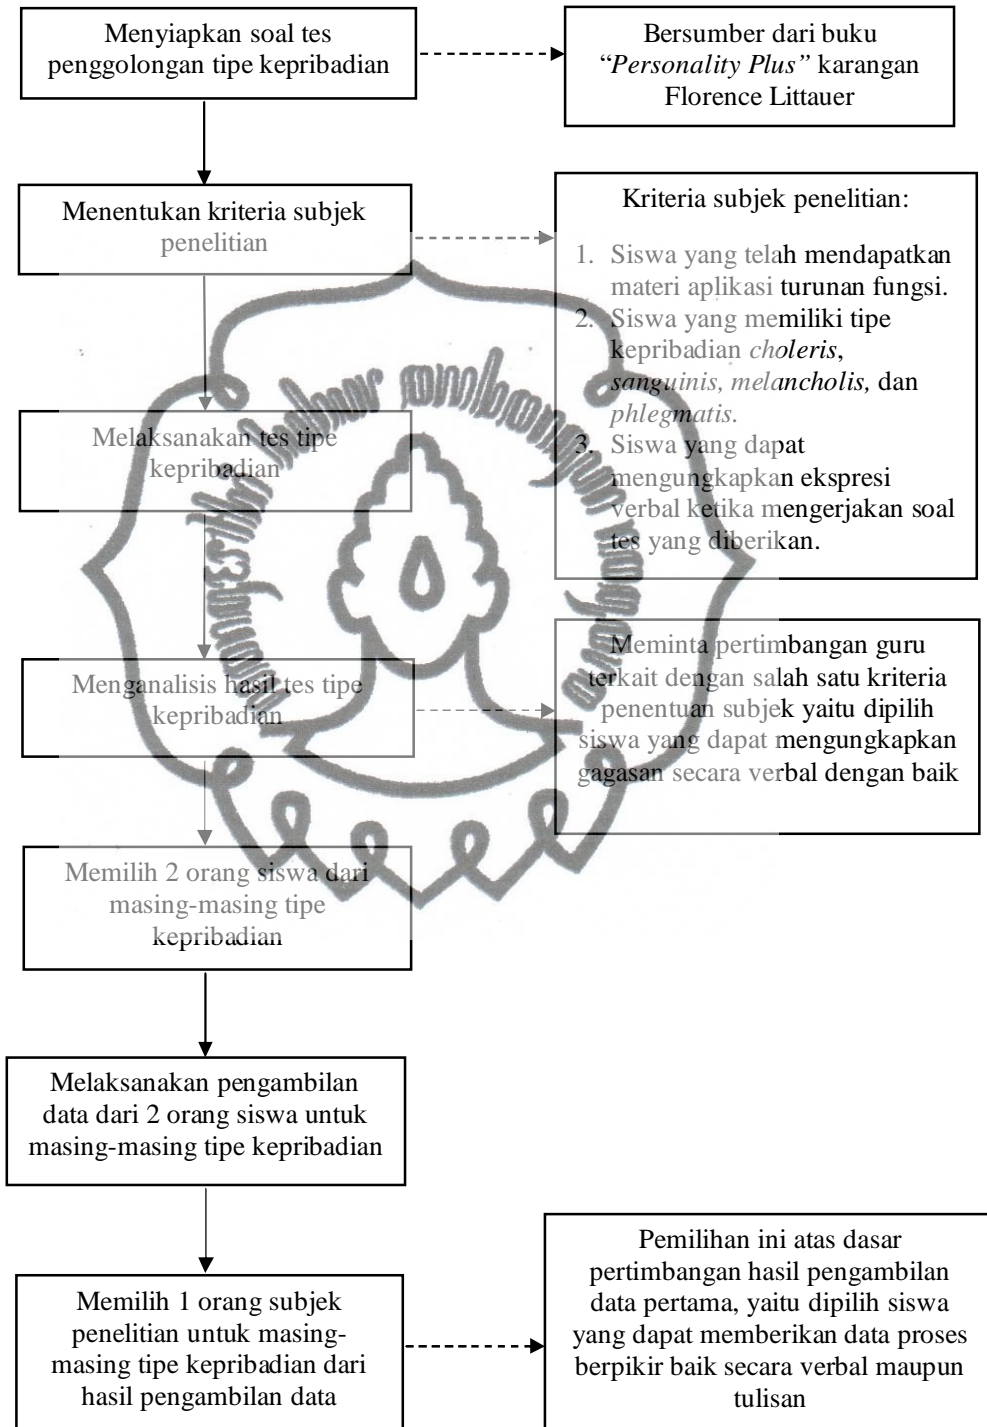 Menyiapkan soal tes
penggolongan tipe kepribadian
Bersumber dari buku
“Personality Plus” karangan
Florence Littauer
Menentukan kriteria subjek
penelitian
Kriteria subjek penelitian:
1. Siswa yang telah mendapatkan
materi aplikasi turunan fungsi.
2. Siswa yang memiliki tipe
kepribadian choleris,
sanguinis, melancholis, dan
phlegmatis.
3. Siswa yang dapat
mengungkapkan ekspresi
verbal ketika mengerjakan soal
tes yang diberikan.
Melaksanakan tes tipe
kepribadian
Menganalisis hasil tes tipe
kepribadian
Meminta pertimbangan guru
terkait dengan salah satu kriteria
penentuan subjek yaitu dipilih
siswa yang dapat mengungkapkan
gagasan secara verbal dengan baik
Memilih 2 orang siswa dari
masing-masing tipe
kepribadian
Melaksanakan pengambilan
data dari 2 orang siswa untuk
masing-masing tipe kepribadian
Memilih 1 orang subjek
penelitian untuk masing-
masing tipe kepribadian dari
hasil pengambilan data
Pemilihan ini atas dasar
pertimbangan hasil pengambilan
data pertama, yaitu dipilih siswa
yang dapat memberikan data proses
berpikir baik secara verbal maupun
tulisan